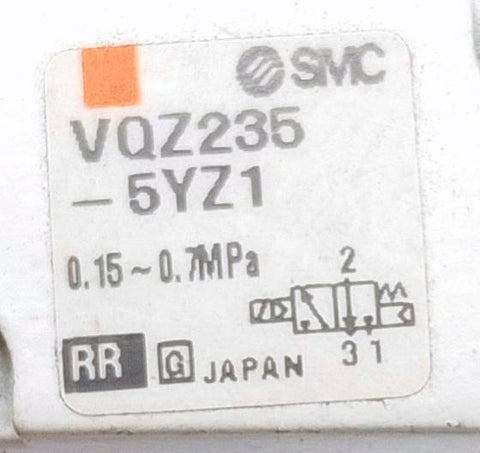 SMC
VQZ235
-5YZ1
0.15~0.7MPa
2
3 1
RR G JAPAN